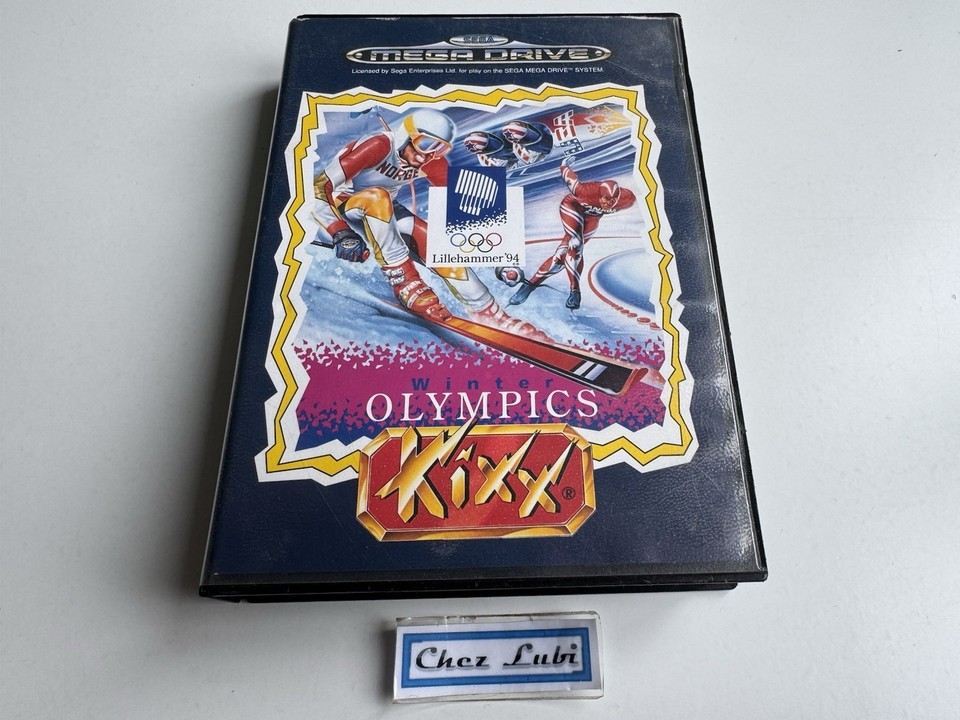 SEGA
MEGA DRIVE
Licensed by Sega Enterprises Ltd. for play on the SEGA MEGA DRIVE™ SYSTEM.
NORGE
Lillehammer'94
Winter
OLYMPICS
Kixx®
Chez Lubi